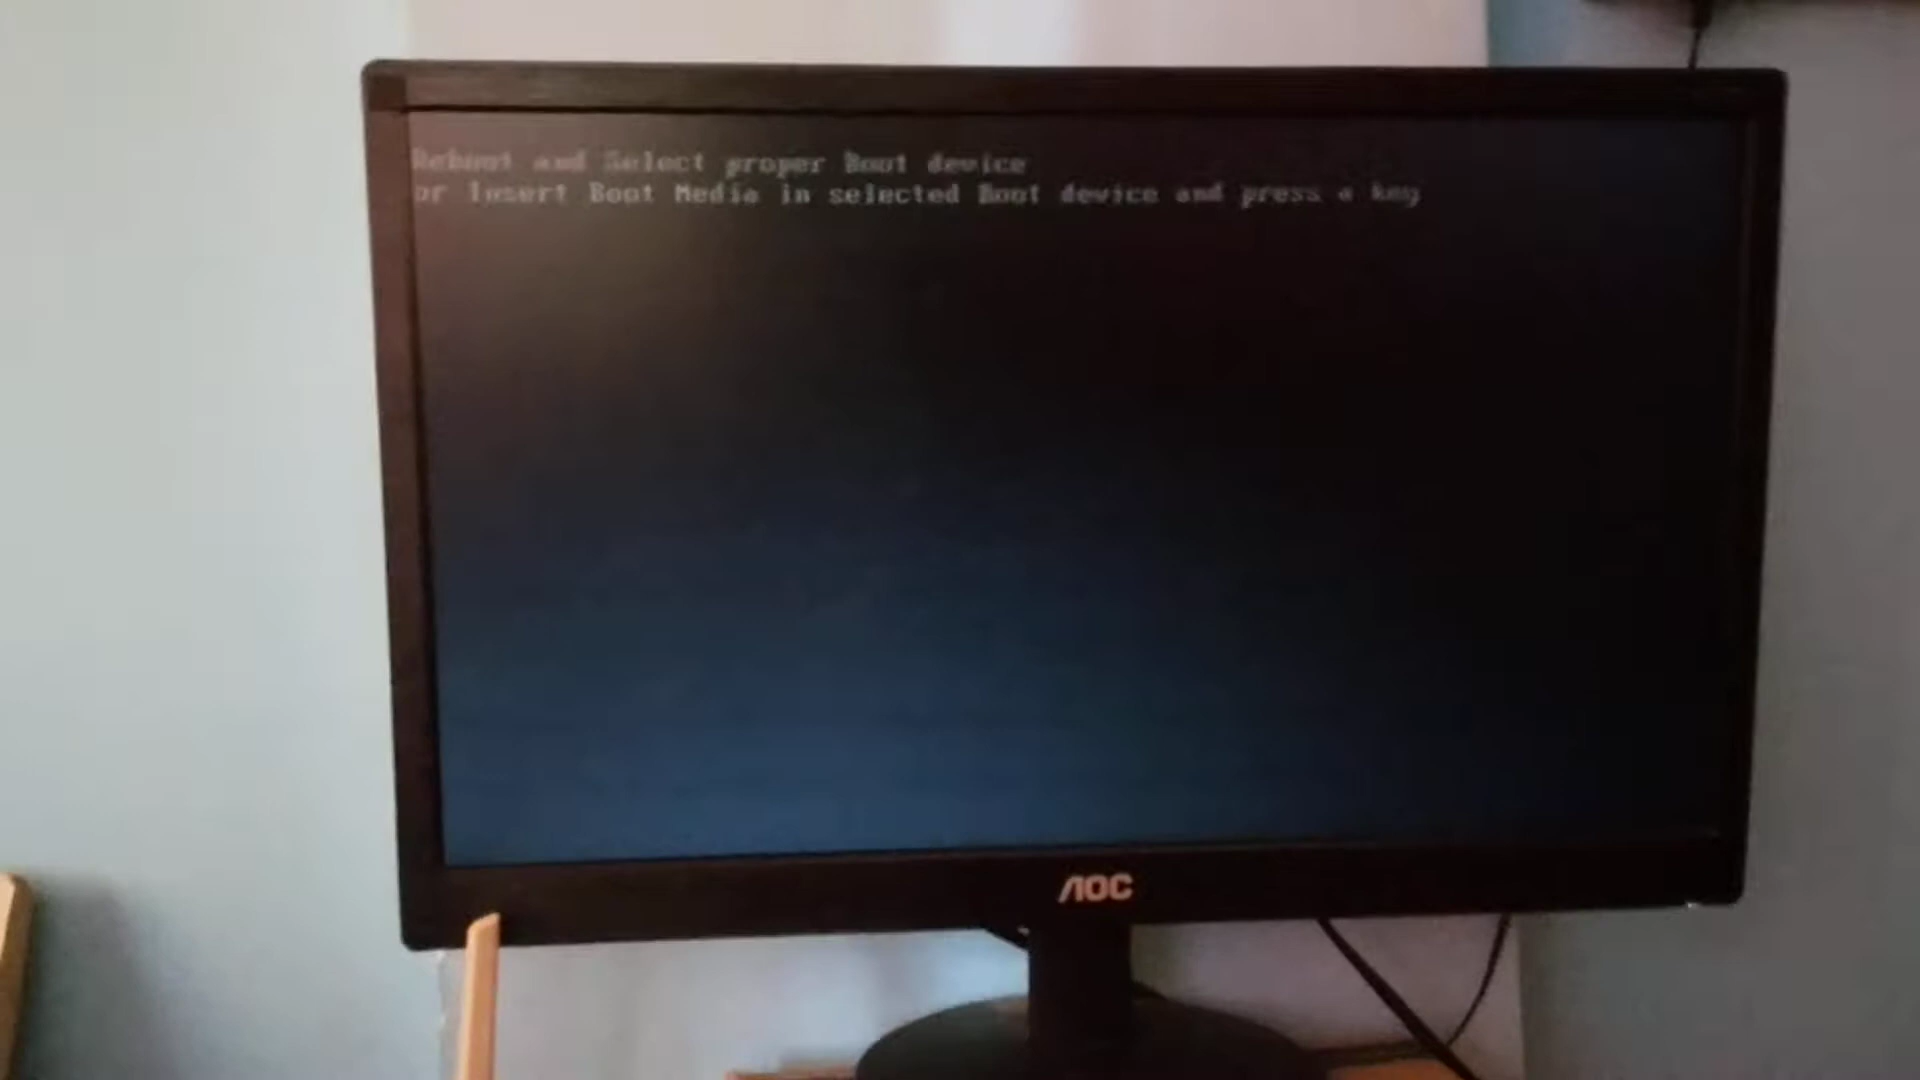 Reboot and Select proper Boot device
or Insert Boot Media in selected Boot device and press a key
AOC